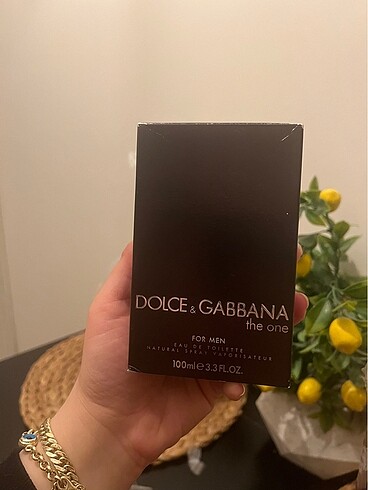 DOLCE & GABBANA
the one
FOR MEN
EAU DE TOILETTE
NATURAL SPRAY VAPORISATEUR
100ml ℮ 3.3 FL.OZ.